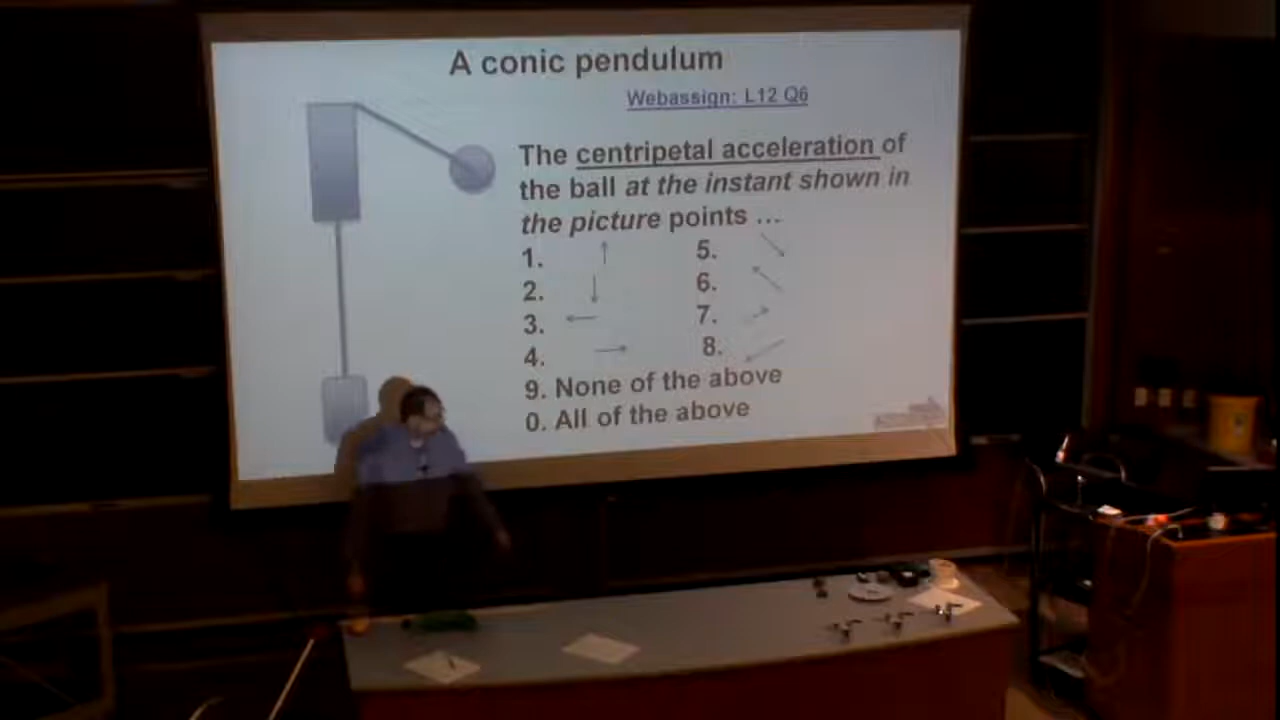 A conic pendulum
Webassign: L12 Q6
The centripetal acceleration of
the ball at the instant shown in
the picture points ...
1.
5.
2.
6.
3.
7.
4.
8.
9. None of the above
0. All of the above